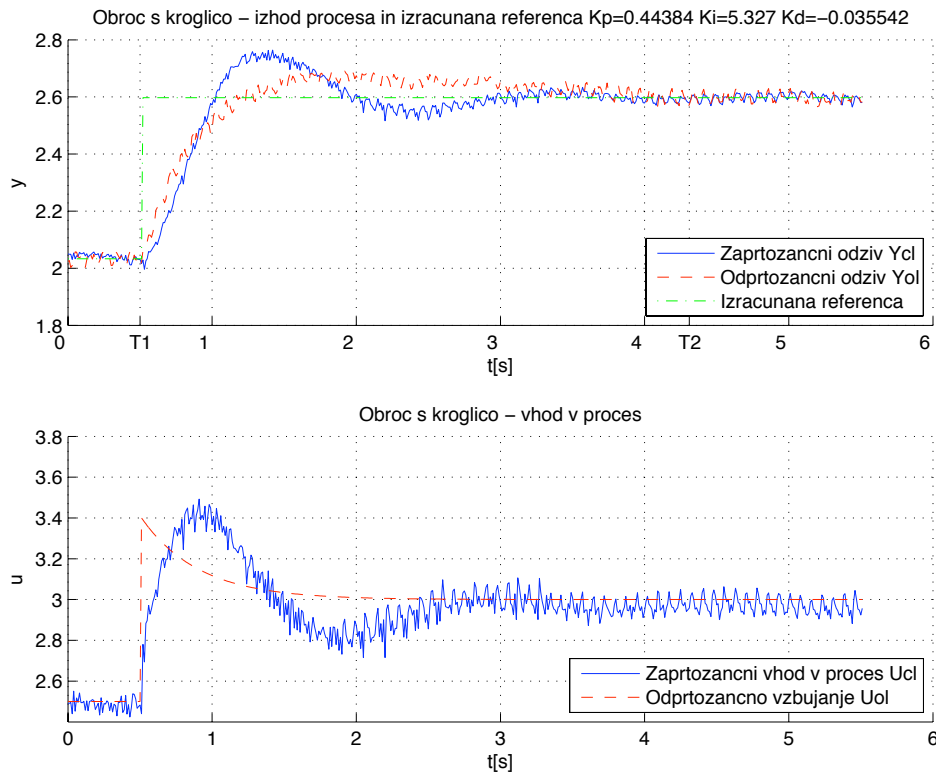 Obroc s kroglico − izhod procesa in izracunana referenca Kp=0.44384 Ki=5.327 Kd=−0.035542
2.8
2.6
2.4
2.2
2
1.8
y
0 T1 1 2 3 4 T2 5 6
t[s]
Zaprtozancni odziv Ycl
Odprtozancni odziv Yol
Izracunana referenca
Obroc s kroglico − vhod v proces
3.8
3.6
3.4
3.2
3
2.8
2.6
u
0 1 2 3 4 5 6
t[s]
Zaprtozancni vhod v proces Ucl
Odprtozancno vzbujanje Uol